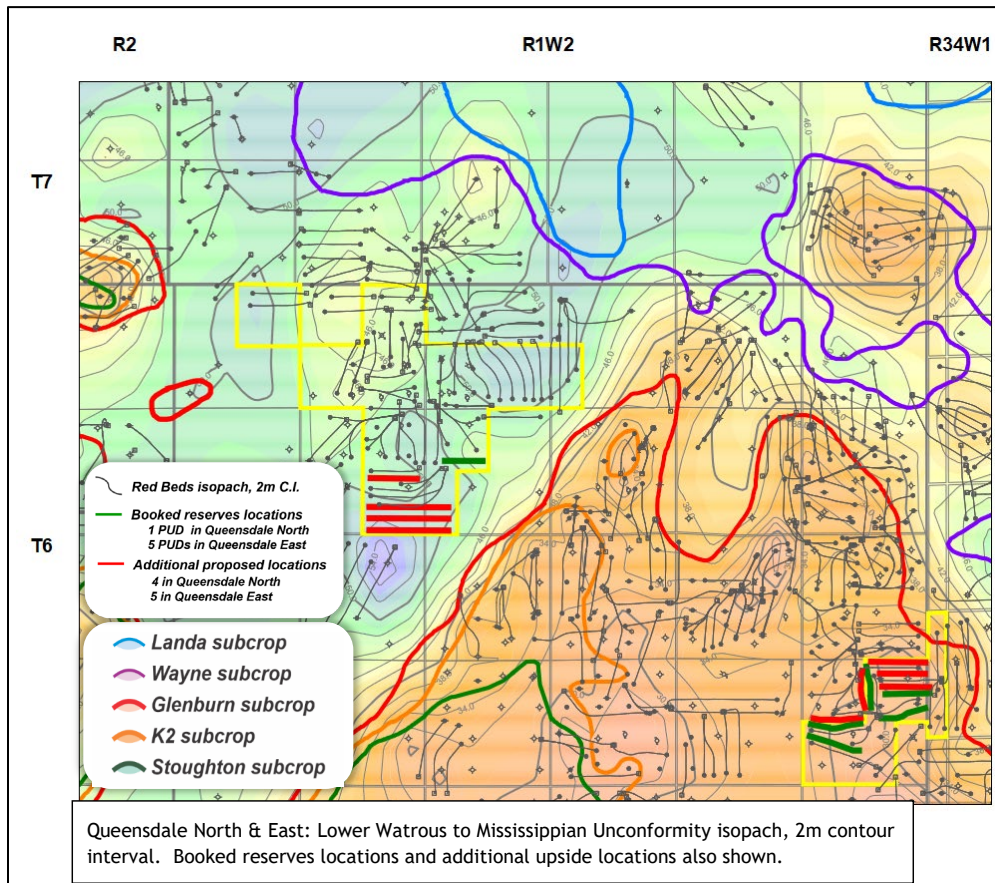 R2 R1W2 R34W1
T7
T6
Red Beds isopach, 2m C.I.
Booked reserves locations
1 PUD in Queensdale North
5 PUDs in Queensdale East
Additional proposed locations
4 in Queensdale North
5 in Queensdale East
Landa subcrop
Wayne subcrop
Glenburn subcrop
K2 subcrop
Stoughton subcrop
Queensdale North & East: Lower Watrous to Mississippian Unconformity isopach, 2m contour
interval. Booked reserves locations and additional upside locations also shown.